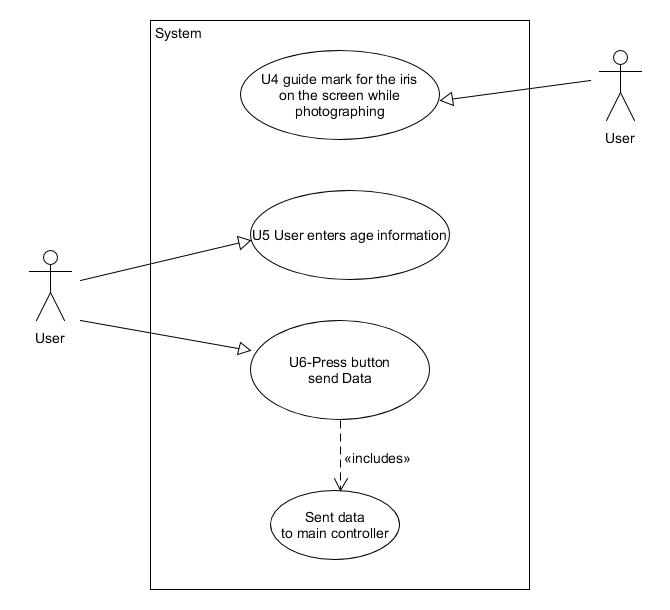 System
U4 guide mark for the iris
on the screen while
photographing
User
U5 User enters age information
User
U6-Press button
send Data
«includes»
Sent data
to main controller